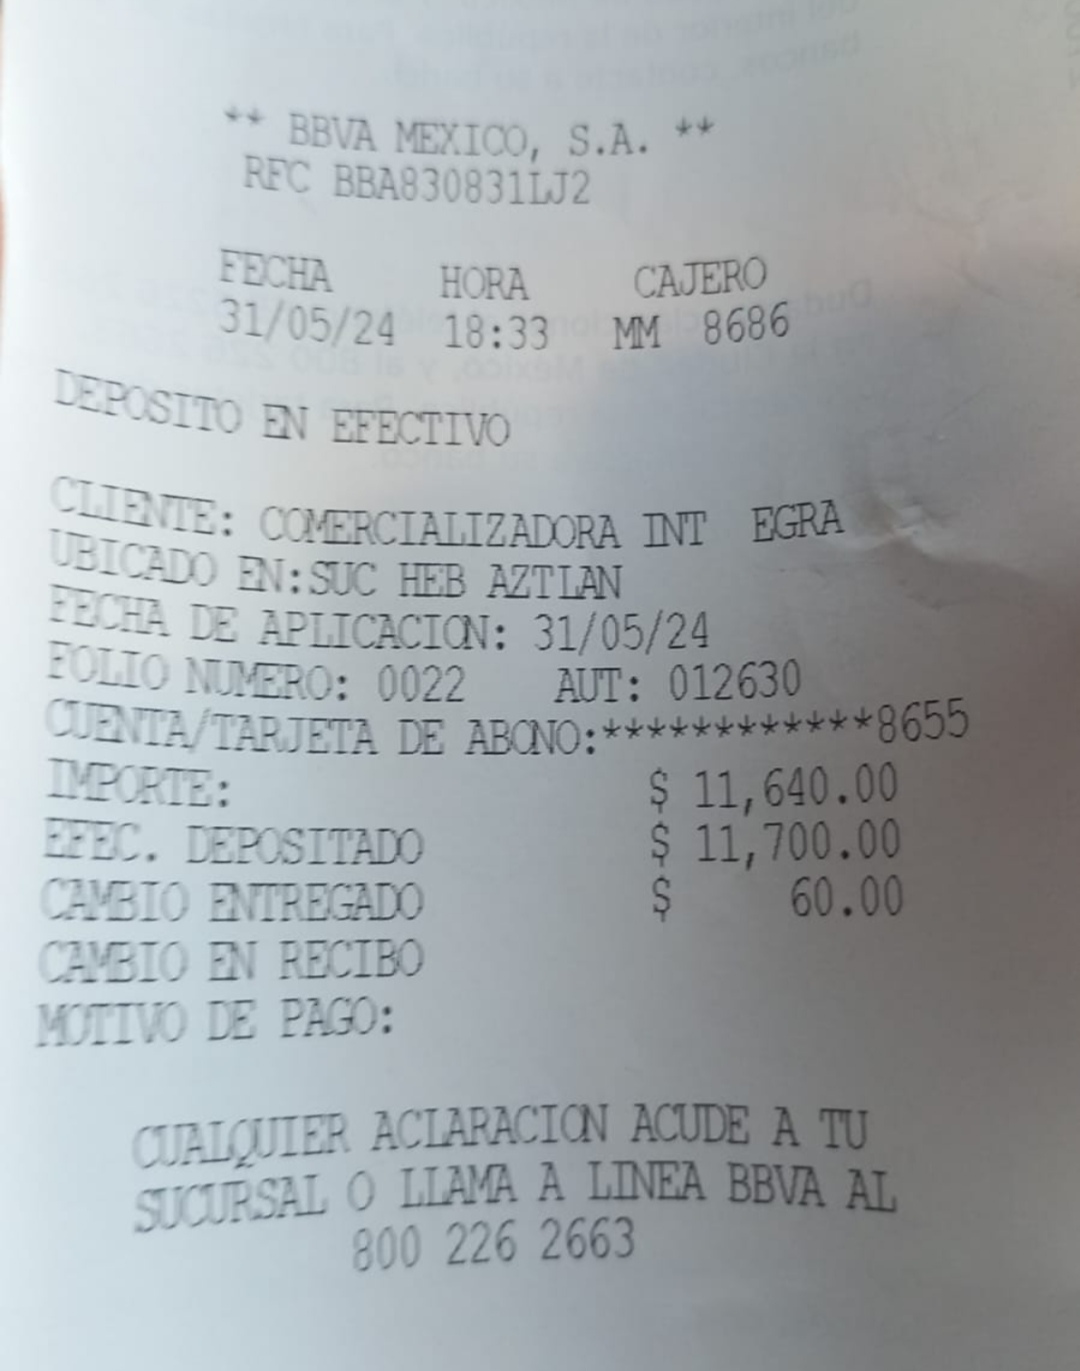 ** BBVA MEXICO, S.A. **
RFC BBA830831LJ2
FECHA HORA CAJERO
31/05/24 18:33 MM 8686
DEPOSITO EN EFECTIVO
CLIENTE: COMERCIALIZADORA INT EGRA
UBICADO EN:SUC HEB AZTLAN
FECHA DE APLICACION: 31/05/24
FOLIO NUMERO: 0022 AUT: 012630
CUENTA/TARJETA DE ABONO:************8655
IMPORTE: $ 11,640.00
EFEC. DEPOSITADO $ 11,700.00
CAMBIO ENTREGADO $ 60.00
CAMBIO EN RECIBO
MOTIVO DE PAGO:
CUALQUIER ACLARACION ACUDE A TU
SUCURSAL O LLAMA A LINEA BBVA AL
800 226 2663